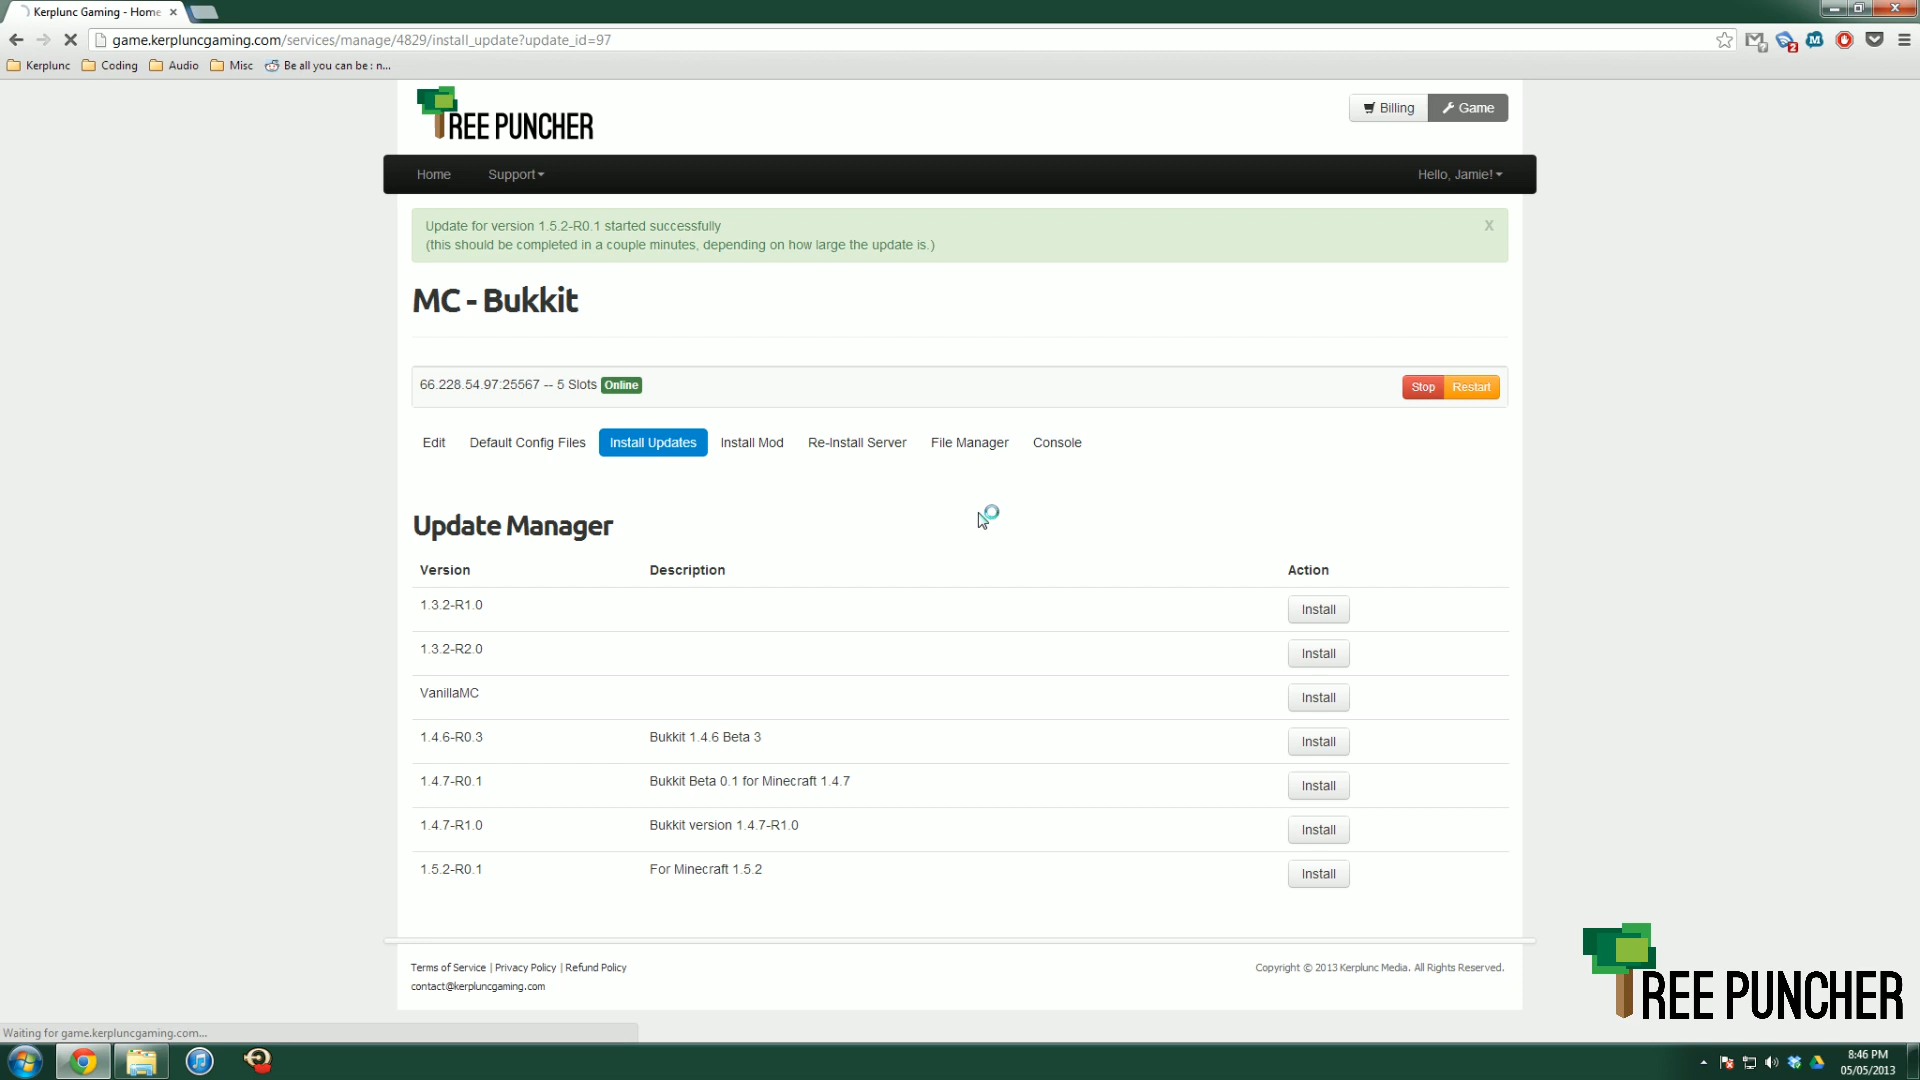 Kerplunc Gaming - Home
game.kerpluncgaming.com/services/manage/4829/install_update?update_id=97
Kerplunc
Coding
Audio
Misc
Be all you can be : n...
REE PUNCHER
Billing
Game
Home
Support
Hello, Jamie!
Update for version 1.5.2-R0.1 started successfully
(this should be completed in a couple minutes, depending on how large the update is.)
X
MC - Bukkit
66.228.54.97:25567 -- 5 Slots Online
Stop
Restart
Edit
Default Config Files
Install Updates
Install Mod
Re-Install Server
File Manager
Console
Update Manager
Version Description Action
1.3.2-R1.0 Install
1.3.2-R2.0 Install
VanillaMC Install
1.4.6-R0.3 Bukkit 1.4.6 Beta 3 Install
1.4.7-R0.1 Bukkit Beta 0.1 for Minecraft 1.4.7 Install
1.4.7-R1.0 Bukkit version 1.4.7-R1.0 Install
1.5.2-R0.1 For Minecraft 1.5.2 Install
Terms of Service | Privacy Policy | Refund Policy
contact@kerpluncgaming.com
Copyright © 2013 Kerplunc Media. All Rights Reserved.
REE PUNCHER
Waiting for game.kerpluncgaming.com...
8:46 PM
05/05/2013